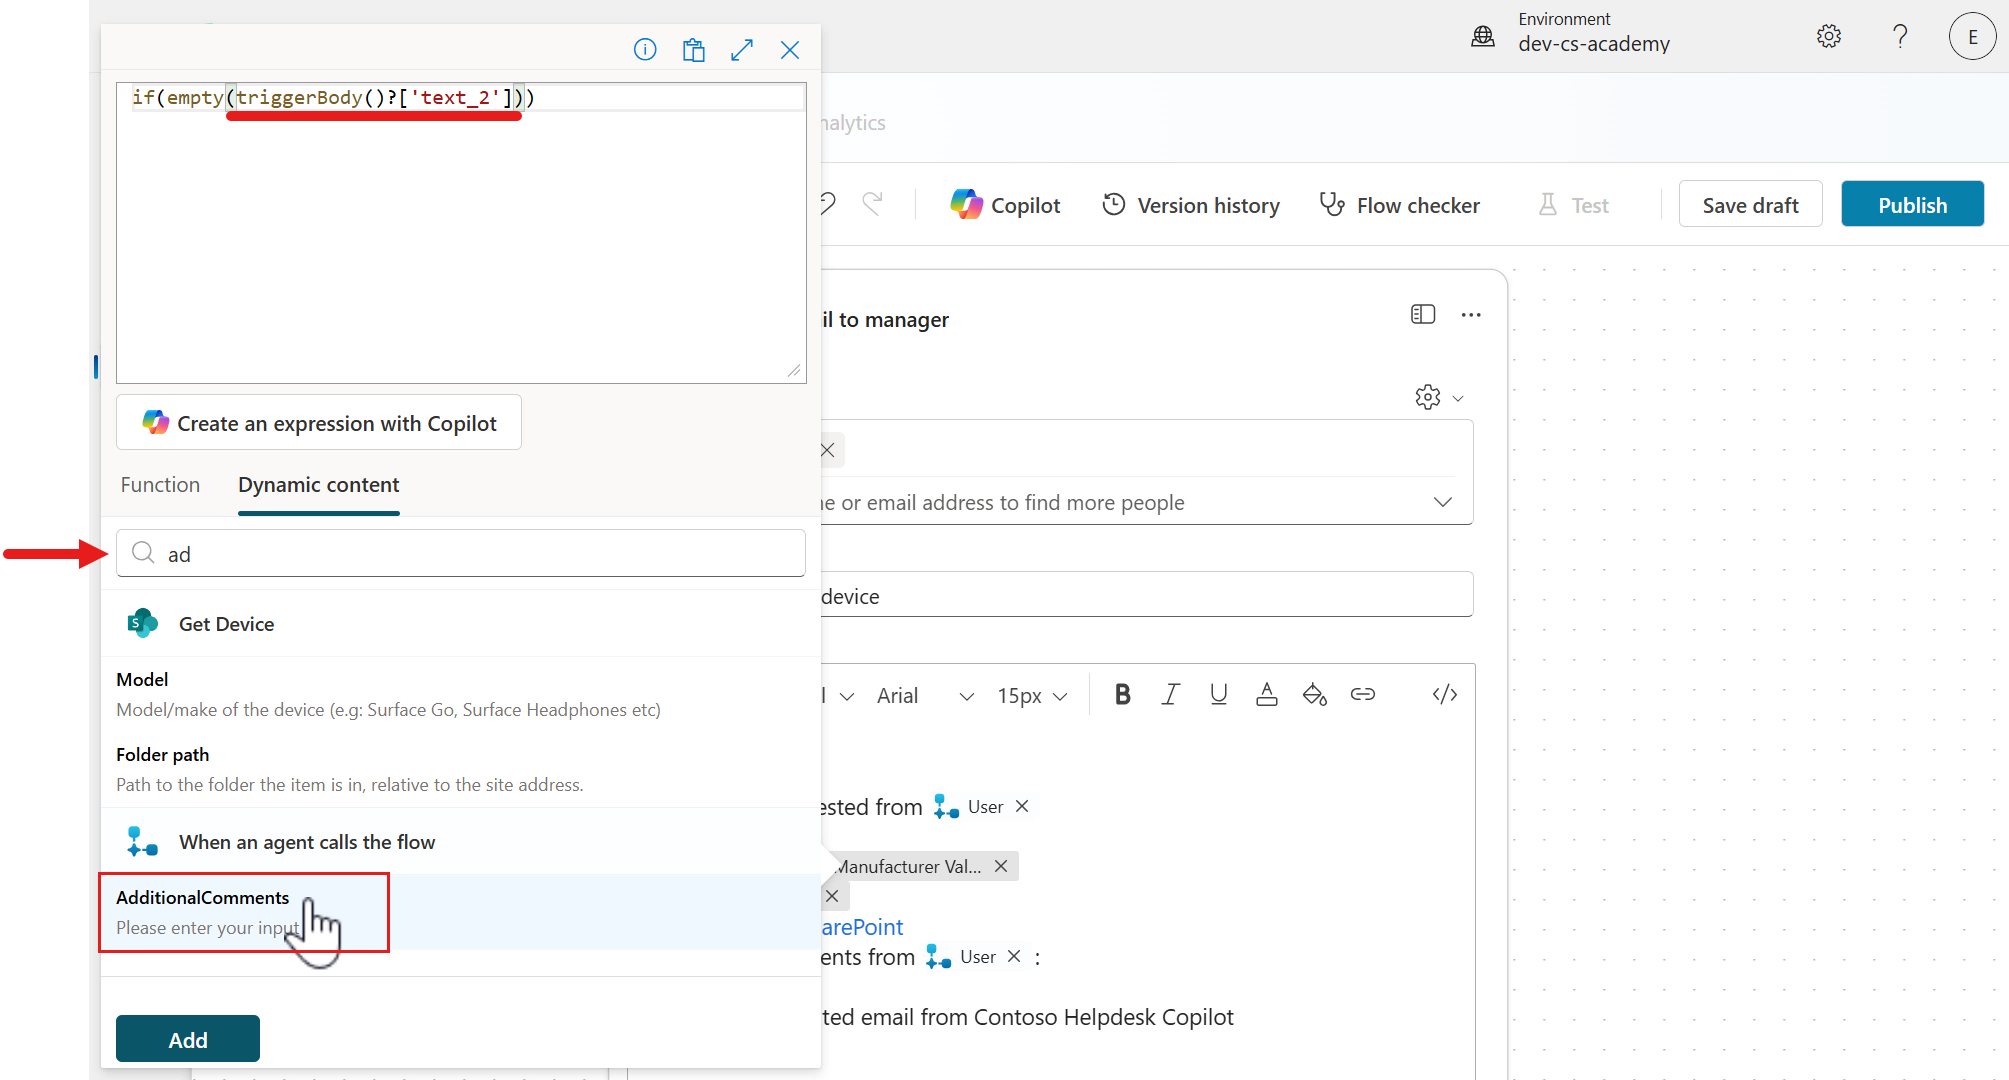 Environment
dev-cs-academy
E
if(empty(triggerBody()?['text_2']))
nalytics
Copilot
Version history
Flow checker
Test
Save draft
Publish
il to manager
Create an expression with Copilot
Function
Dynamic content
e or email address to find more people
ad
device
Get Device
Model
Model/make of the device (e.g: Surface Go, Surface Headphones etc)
l
Arial
15px
B
I
U
A
</>
Folder path
Path to the folder the item is in, relative to the site address.
ested from User
When an agent calls the flow
Manufacturer Val...
AdditionalComments
Please enter your input
arePoint
ents from User :
ted email from Contoso Helpdesk Copilot
Add